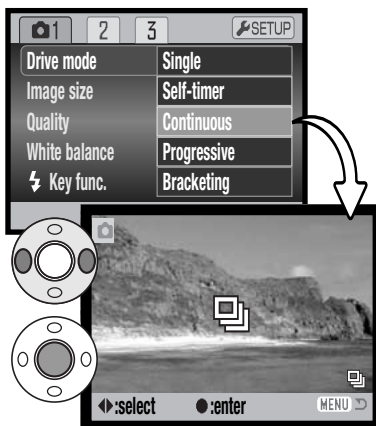 1 2 3 SETUP
Drive mode Single
Image size Self-timer
Quality Continuous
White balance Progressive
Key func. Bracketing
:select :enter MENU